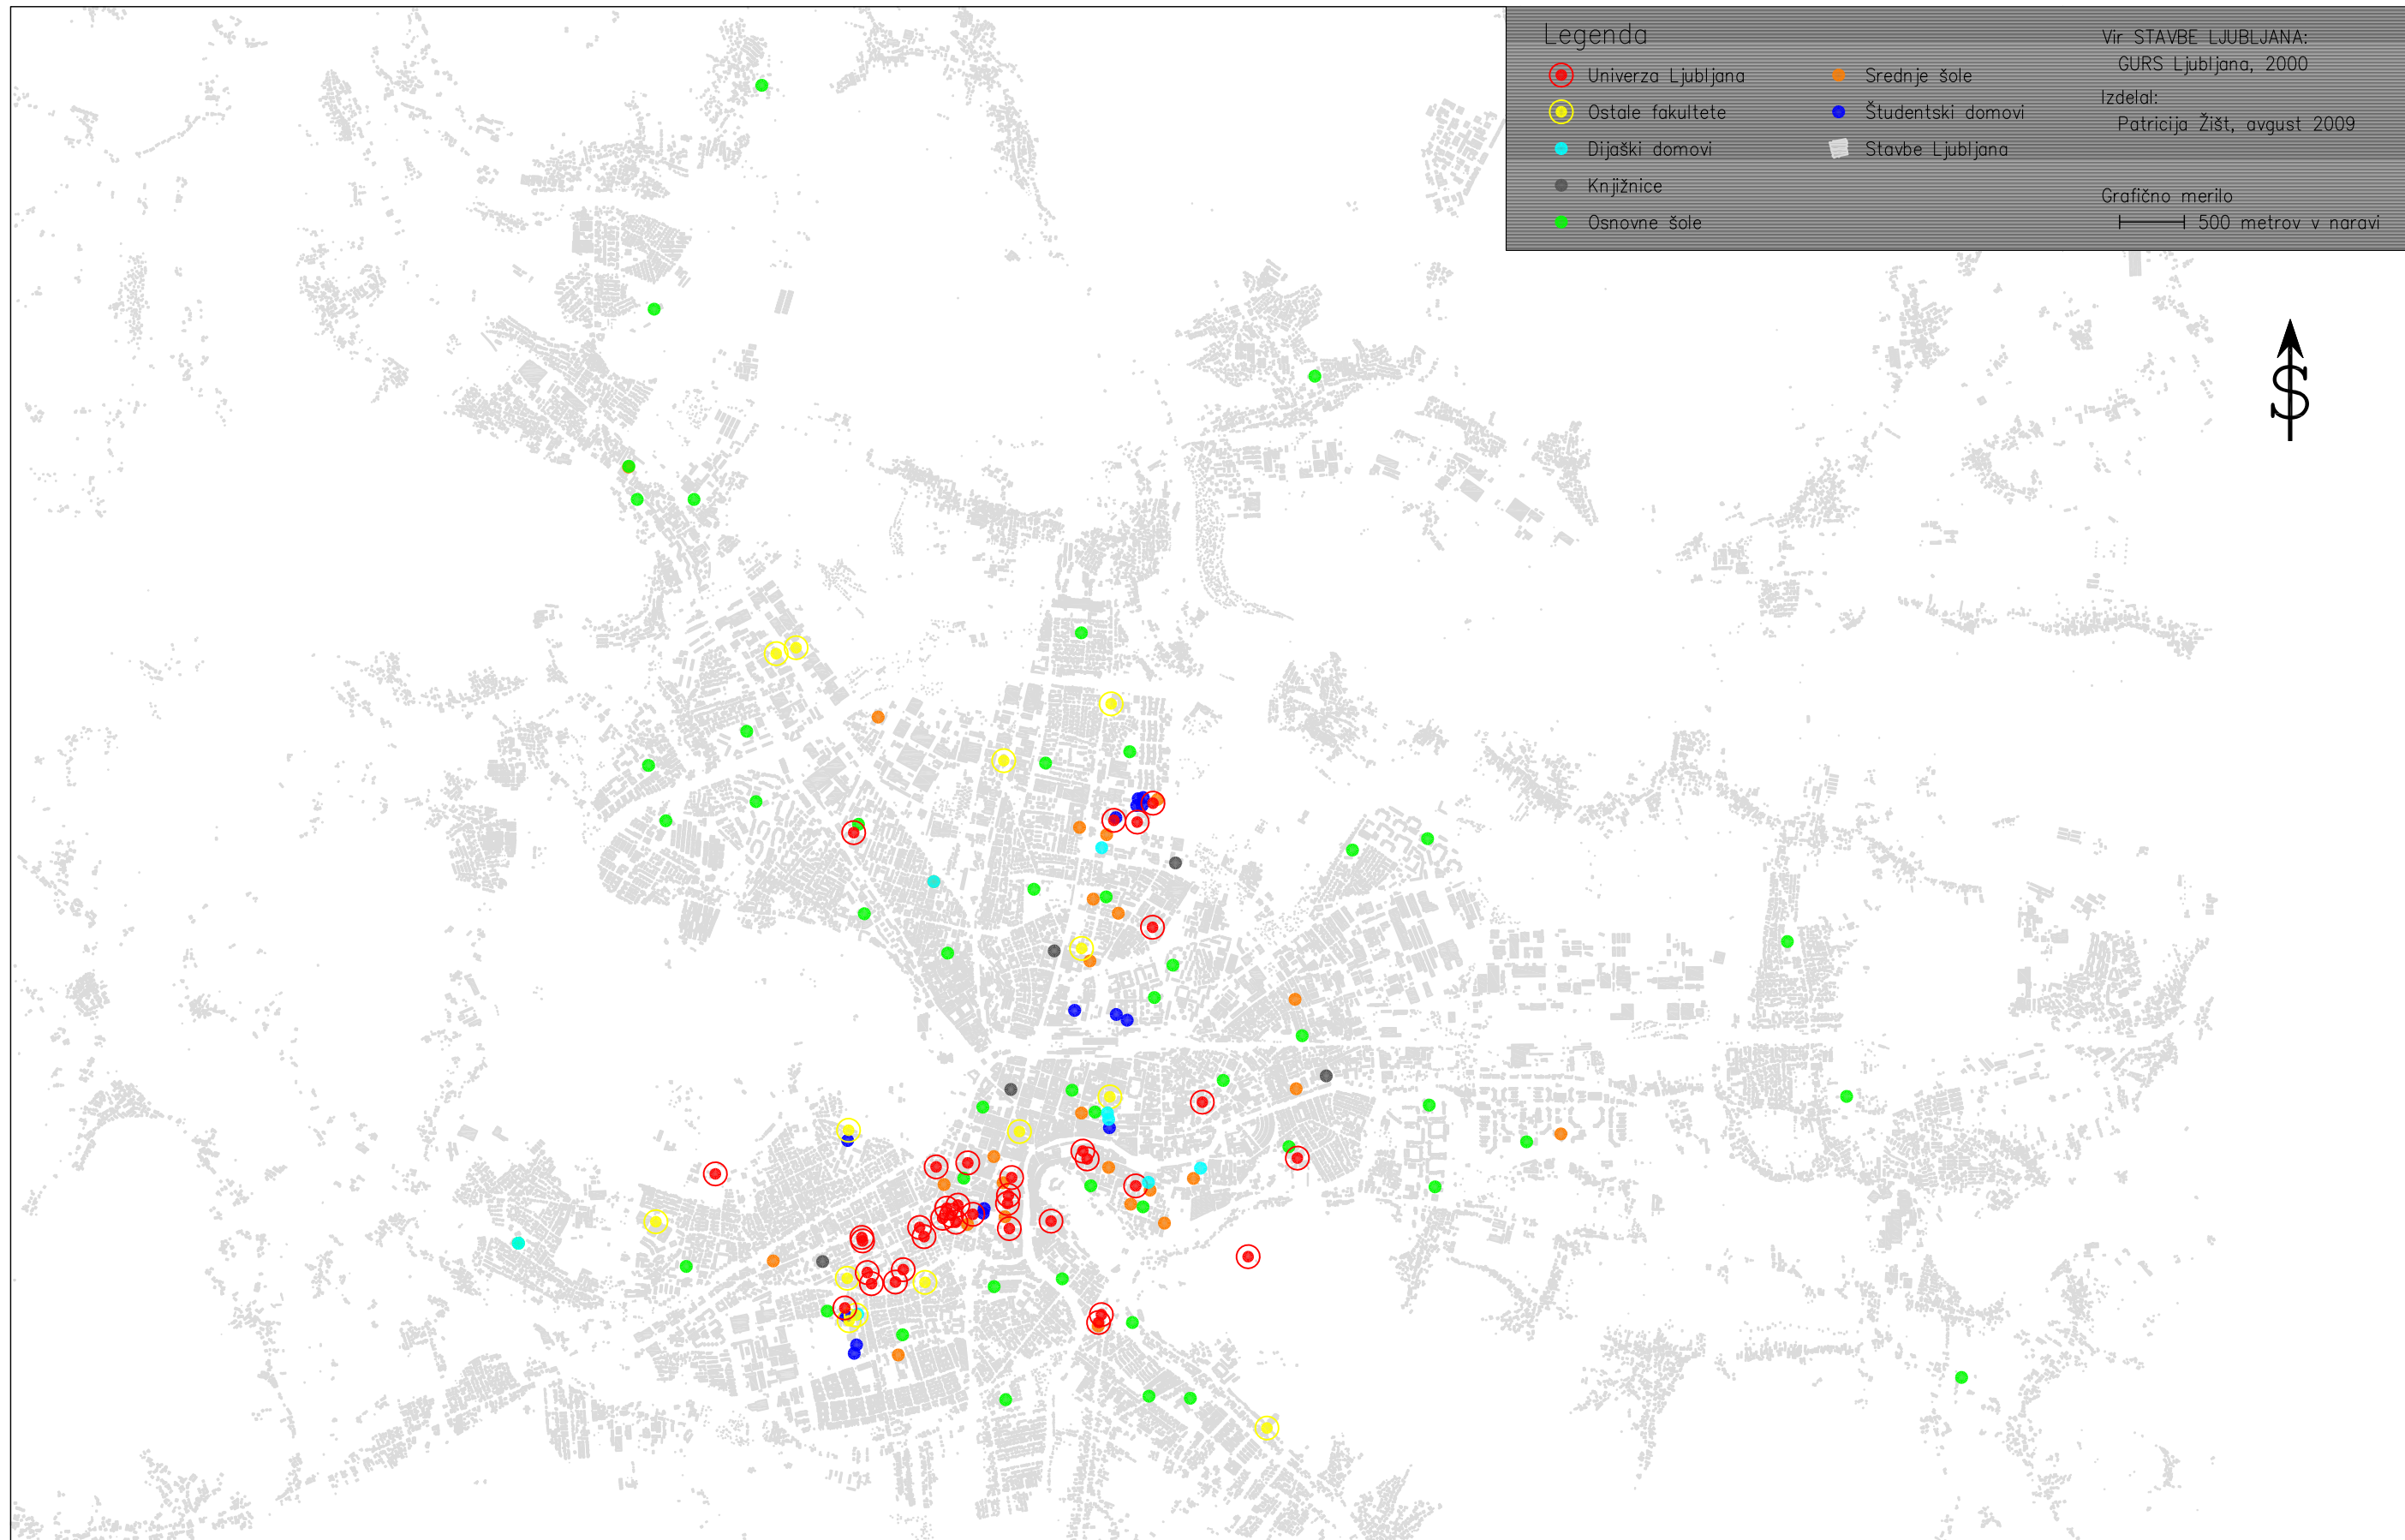 Legenda
Univerza Ljubljana
Ostale fakultete
Dijaški domovi
Knjižnice
Osnovne šole
Srednje šole
Študentski domovi
Stavbe Ljubljana
Vir STAVBE LJUBLJANA:
GURS Ljubljana, 2000
Izdelal:
Patricija Žišt, avgust 2009
Grafično merilo
500 metrov v naravi
S